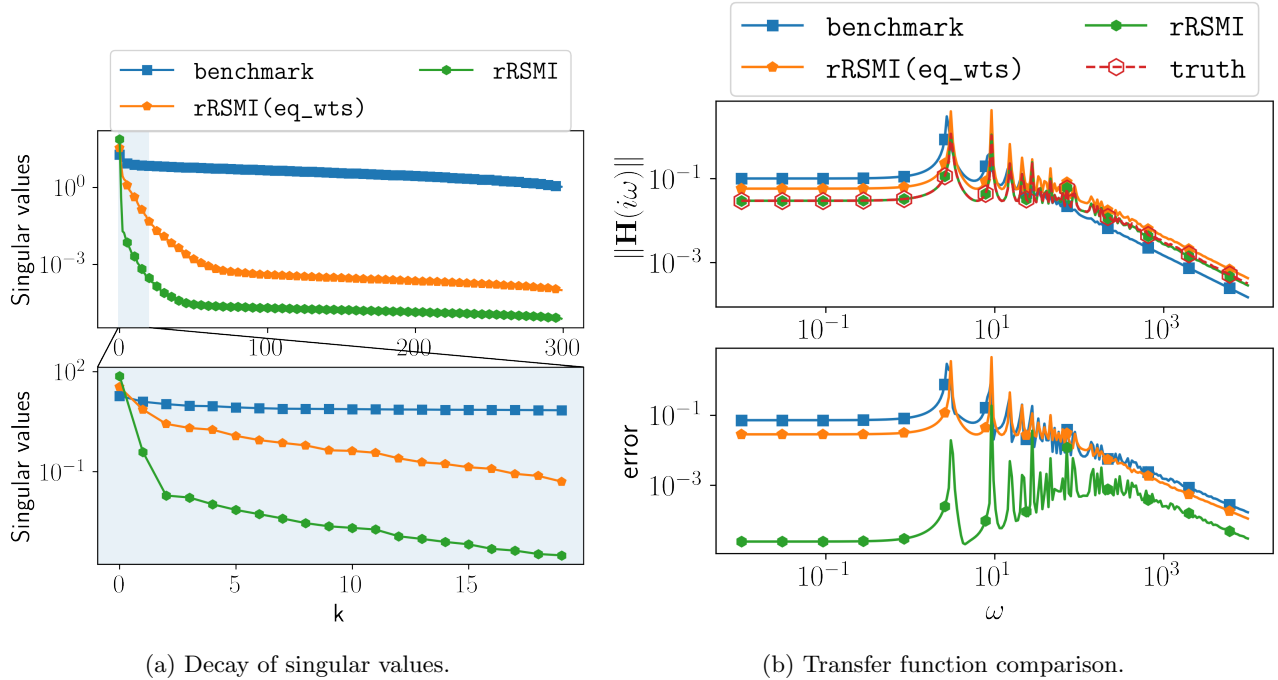 benchmark
rRSMI
rRSMI(eq_wts)
Singular values
10^0
10^{-3}
0
100
200
300
Singular values
10^2
10^{-1}
0
5
10
15
k
(a) Decay of singular values.
benchmark
rRSMI
rRSMI(eq_wts)
truth
||H(iω)||
10^{-1}
10^{-3}
10^{-1}
10^1
10^3
error
10^{-1}
10^{-3}
10^{-1}
10^1
10^3
ω
(b) Transfer function comparison.